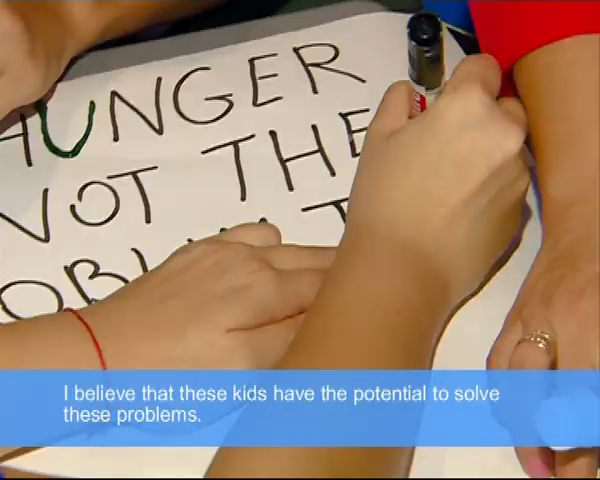 HUNGER
NOT THE
I believe that these kids have the potential to solve
these problems.